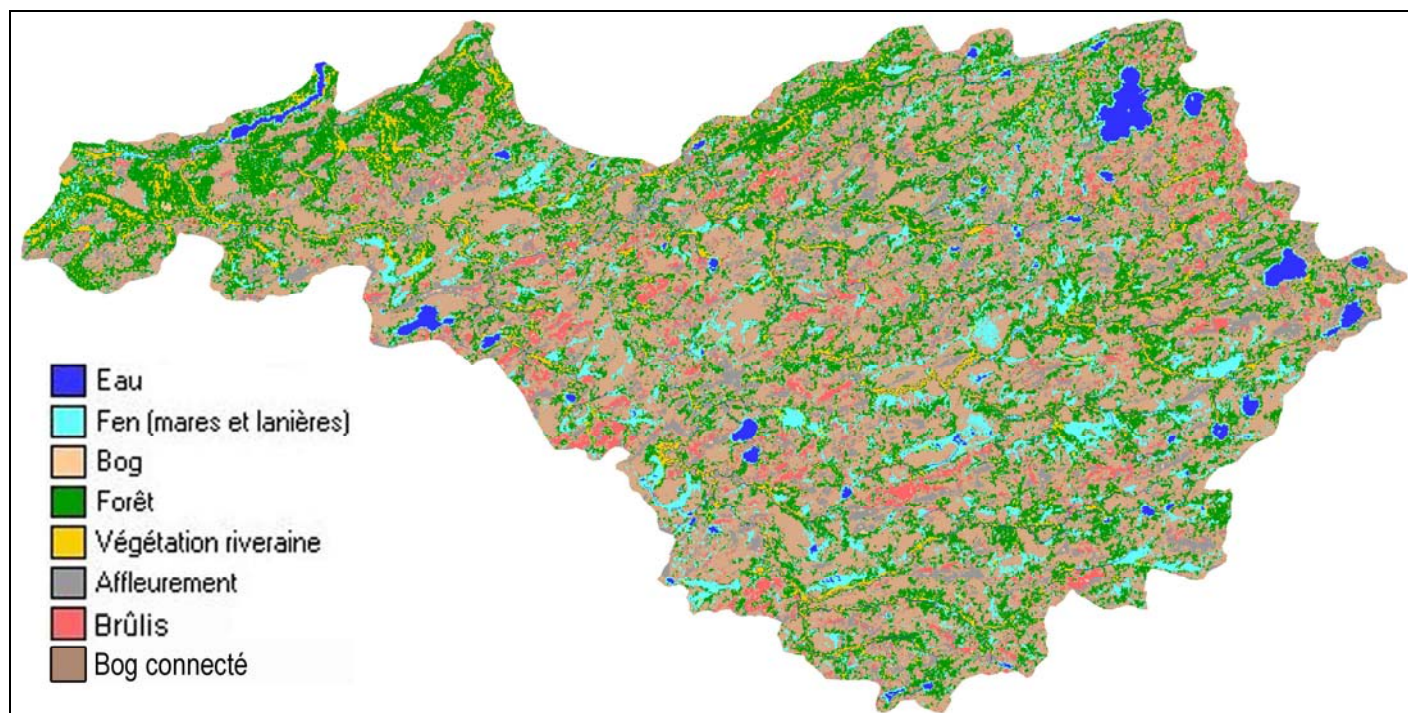 Eau
Fen (mares et lanières)
Bog
Forêt
Végétation riveraine
Affleurement
Brûlis
Bog connecté